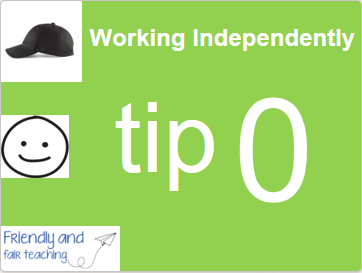 Working Independently
tip 0
Friendly and
fair teaching